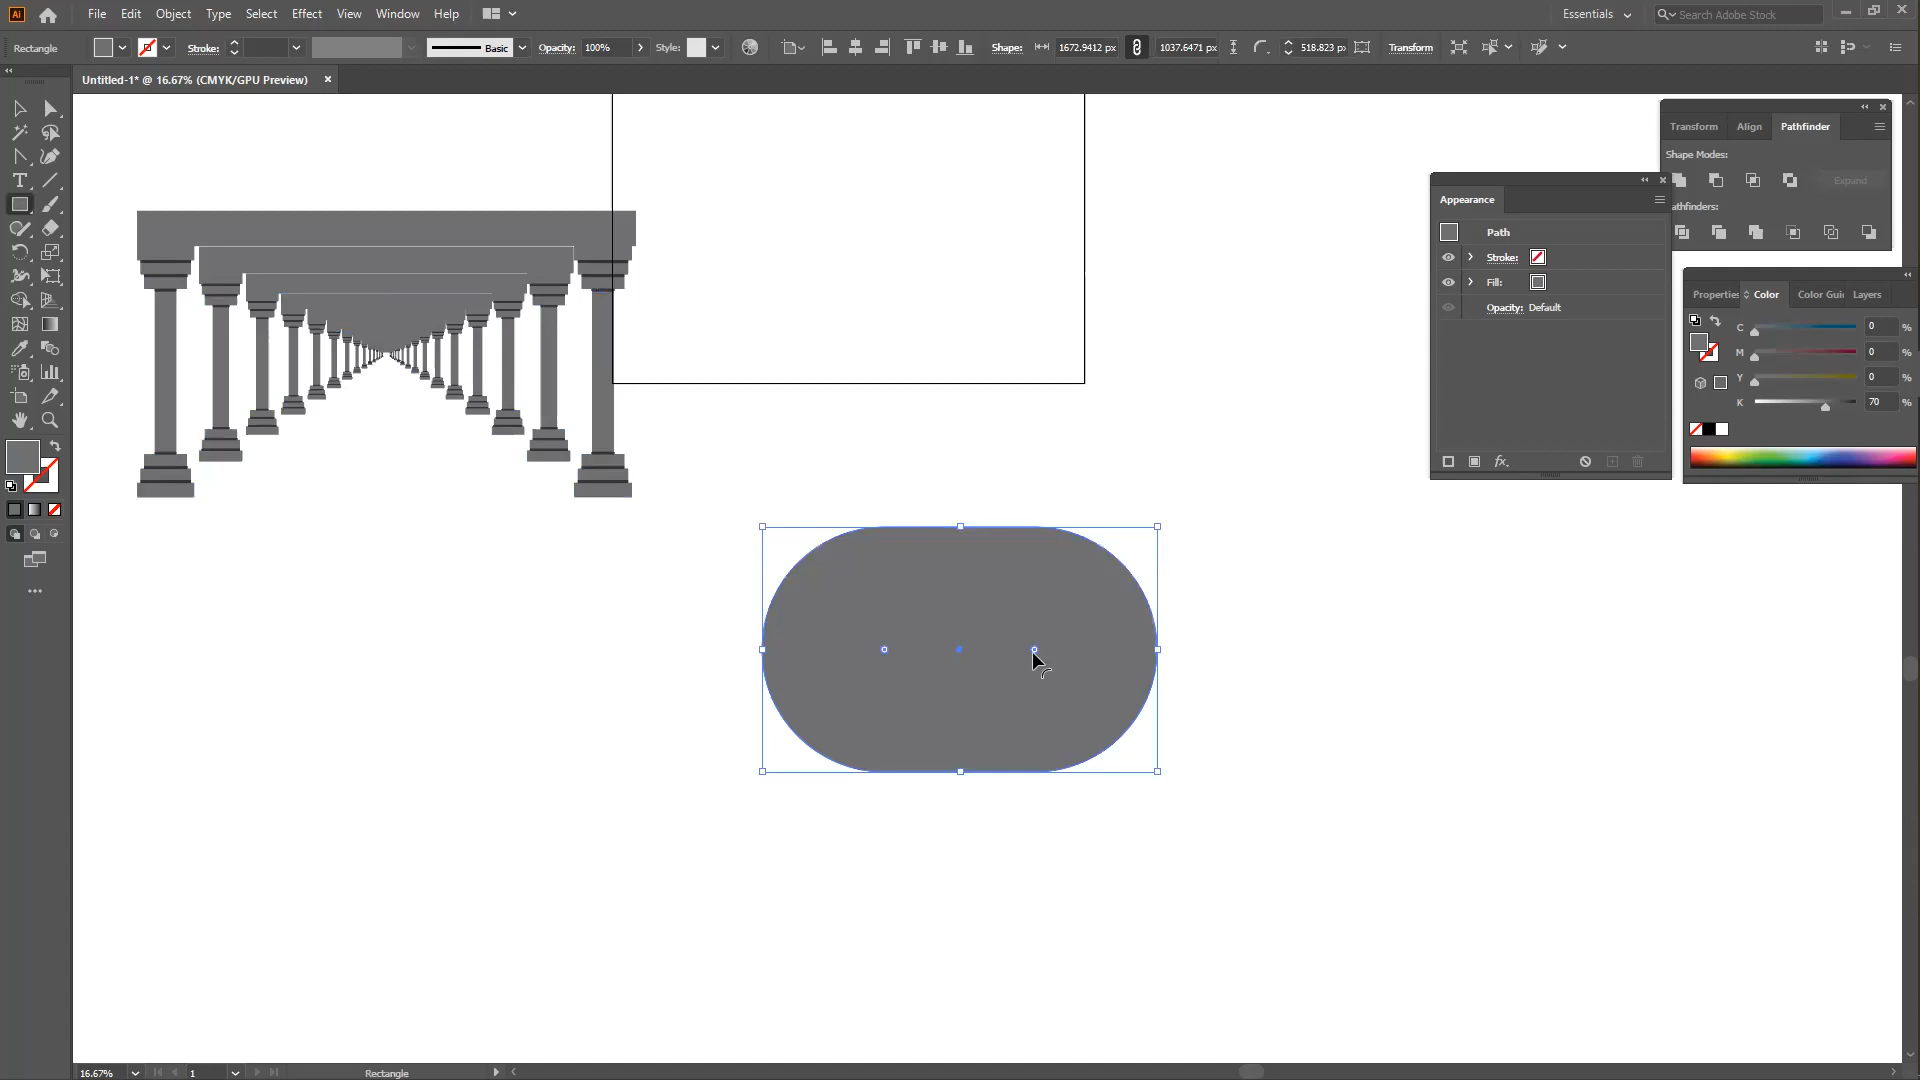 Ai File Edit Object Type Select Effect View Window Help Essentials Search Adobe Stock
Rectangle Stroke: Basic Opacity: 100% Style: Shape: 1672.9412 px 1037.6471 px 518.823 px Transform
Untitled-1* @ 16.67% (CMYK/GPU Preview) ×
Transform Align Pathfinder
Shape Modes:
Expand
athfinders:
Appearance
Path
Stroke:
Fill:
Opacity: Default
fx.
Properties Color Color Gui Layers
C 0 %
M 0 %
Y 0 %
K 70 %
16.67% 1 Rectangle